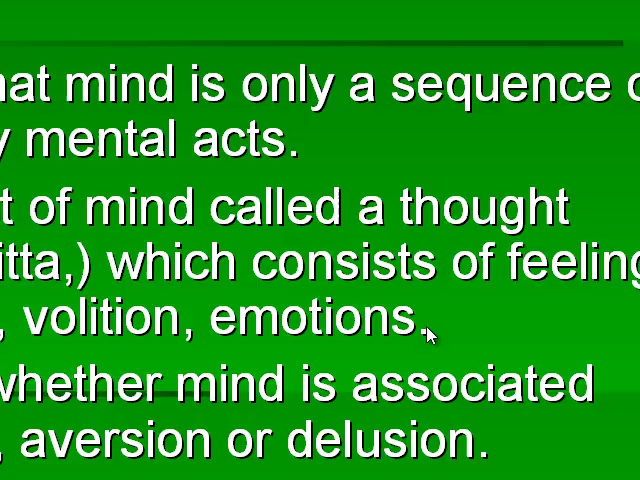 hat mind is only a sequence
mental acts.
of mind called a thought
itta,) which consists of feeling
, volition, emotions.
whether mind is associated
, aversion or delusion.